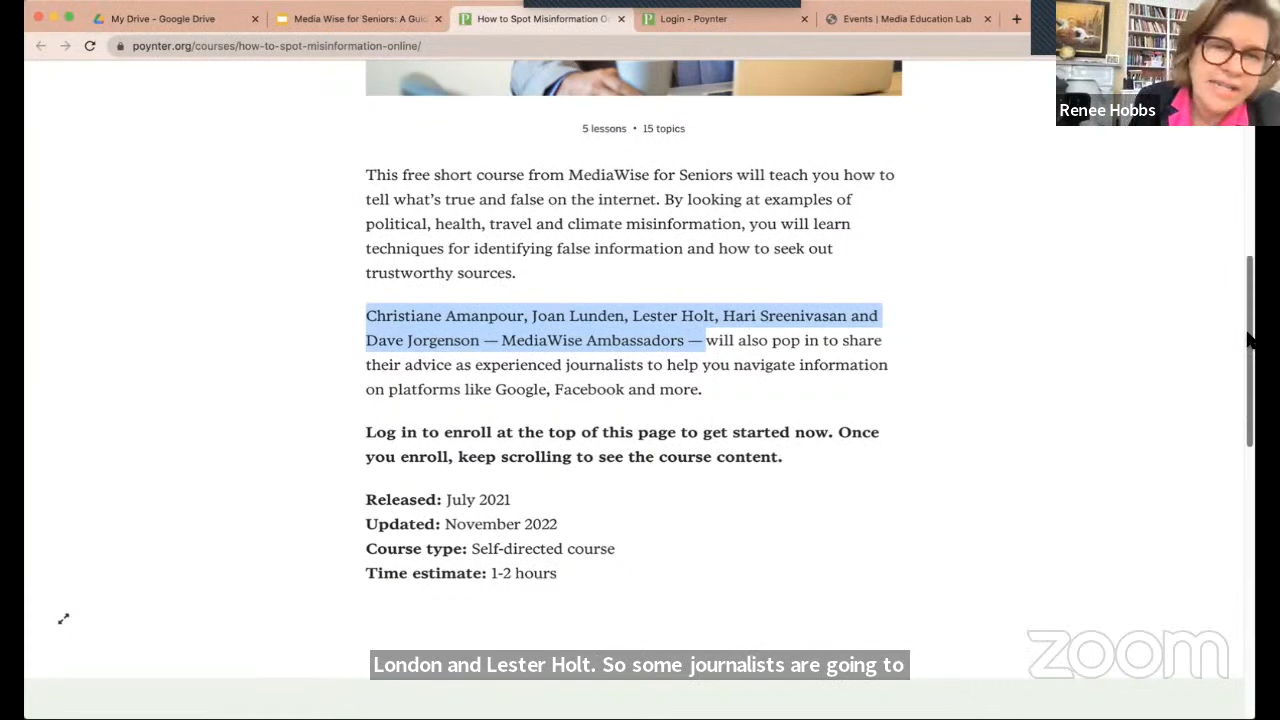 My Drive - Google Drive
Media Wise for Seniors: A Gui
How to Spot Misinformation O
Login - Poynter
Events | Media Education Lab
poynter.org/courses/how-to-spot-misinformation-online/
Renee Hobbs
5 lessons • 15 topics
This free short course from MediaWise for Seniors will teach you how to
tell what's true and false on the internet. By looking at examples of
political, health, travel and climate misinformation, you will learn
techniques for identifying false information and how to seek out
trustworthy sources.
Christiane Amanpour, Joan Lunden, Lester Holt, Hari Sreenivasan and
Dave Jorgenson — MediaWise Ambassadors — will also pop in to share
their advice as experienced journalists to help you navigate information
on platforms like Google, Facebook and more.
Log in to enroll at the top of this page to get started now. Once
you enroll, keep scrolling to see the course content.
Released: July 2021
Updated: November 2022
Course type: Self-directed course
Time estimate: 1-2 hours
London and Lester Holt. So some journalists are going to
zoom